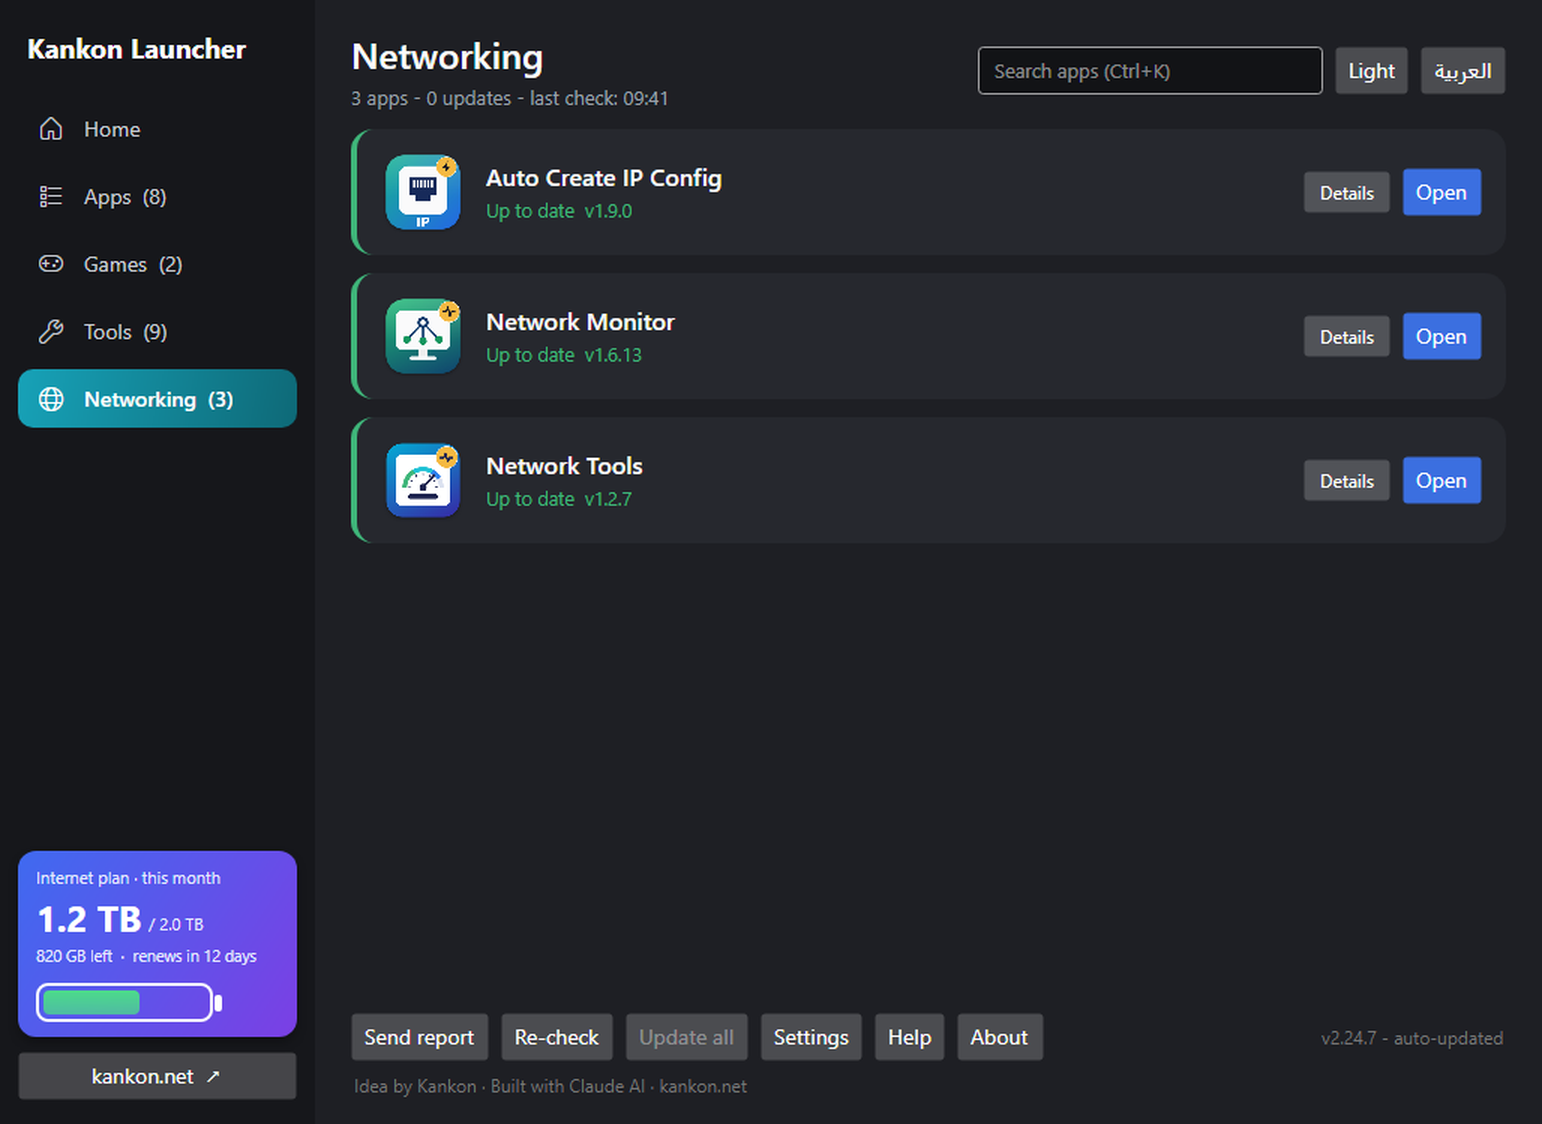 Kankon Launcher
Home
Apps (8)
Games (2)
Tools (9)
Networking (3)
Internet plan · this month
1.2 TB / 2.0 TB
820 GB left · renews in 12 days
kankon.net ↗
Networking
3 apps - 0 updates - last check: 09:41
Search apps (Ctrl+K)
Light
العربية
IP
Auto Create IP Config
Up to date v1.9.0
Details
Open
Network Monitor
Up to date v1.6.13
Details
Open
Network Tools
Up to date v1.2.7
Details
Open
Send report
Re-check
Update all
Settings
Help
About
v2.24.7 - auto-updated
Idea by Kankon · Built with Claude AI · kankon.net